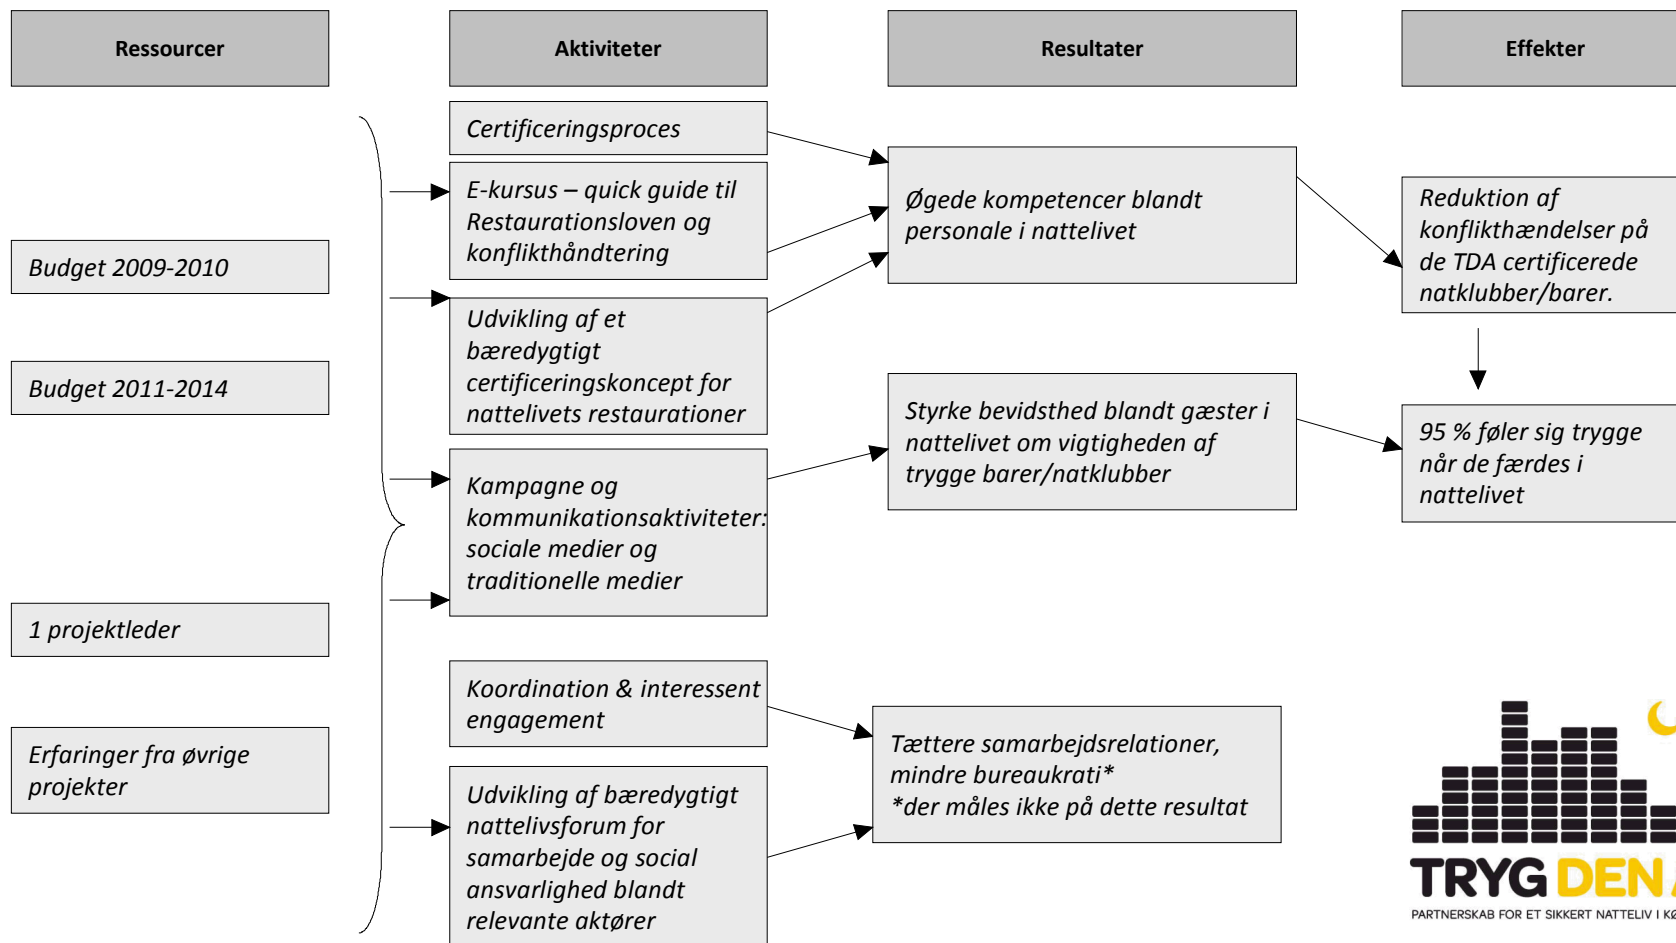 Ressourcer
Aktiviteter
Resultater
Effekter
Budget 2009-2010
Budget 2011-2014
1 projektleder
Erfaringer fra øvrige
projekter
Certificeringsproces
E-kursus – quick guide til
Restaurationsloven og
konflikthåndtering
Udvikling af et
bæredygtigt
certificeringskoncept for
nattelivets restaurationer
Kampagne og
kommunikationsaktiviteter:
sociale medier og
traditionelle medier
Koordination & interessent
engagement
Udvikling af bæredygtigt
nattelivsforum for
samarbejde og social
ansvarlighed blandt
relevante aktører
Øgede kompetencer blandt
personale i nattelivet
Styrke bevidsthed blandt gæster i
nattelivet om vigtigheden af
trygge barer/natklubber
Tættere samarbejdsrelationer,
mindre bureaukrati*
*der måles ikke på dette resultat
Reduktion af
konflikthændelser på
de TDA certificerede
natklubber/barer.
95 % føler sig trygge
når de færdes i
nattelivet
TRYG DEN
PARTNERSKAB FOR ET SIKKERT NATTELIV I